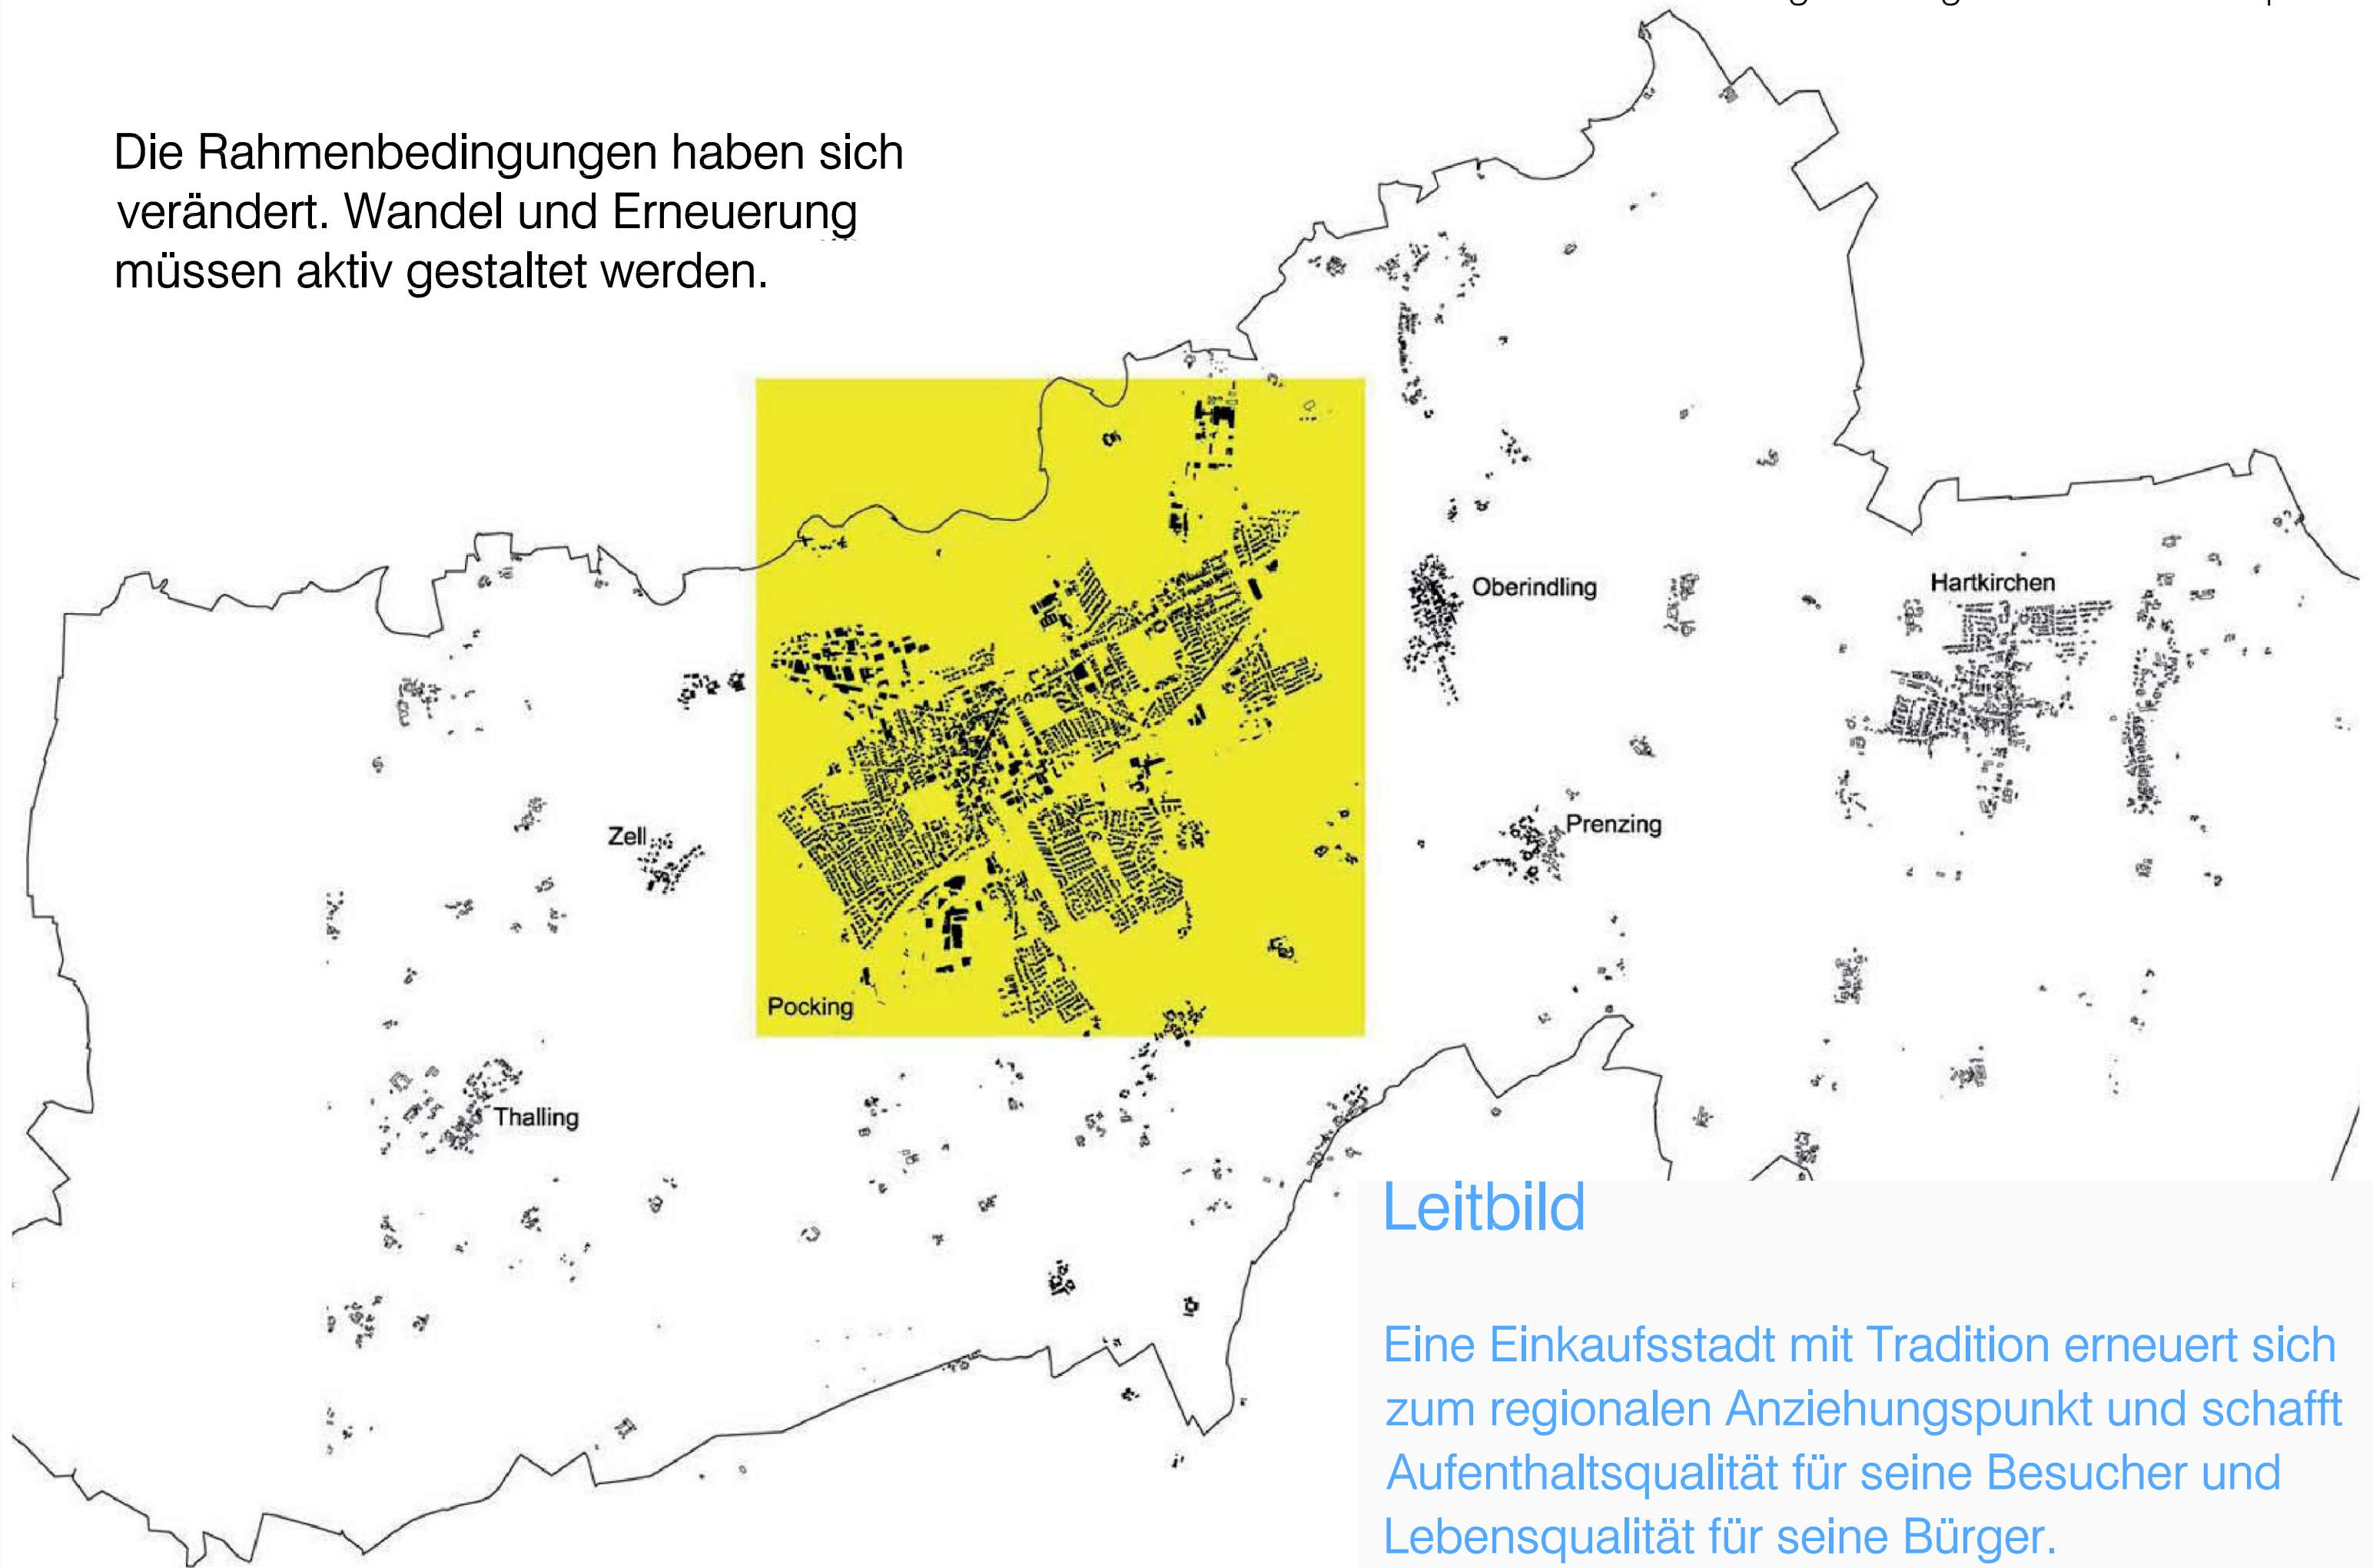 Die Rahmenbedingungen haben sich
verändert. Wandel und Erneuerung
müssen aktiv gestaltet werden.
Oberindling
Hartkirchen
Zell
Prenzing
Pocking
Thalling
Leitbild
Eine Einkaufsstadt mit Tradition erneuert sich
zum regionalen Anziehungspunkt und schafft
Aufenthaltsqualität für seine Besucher und
Lebensqualität für seine Bürger.